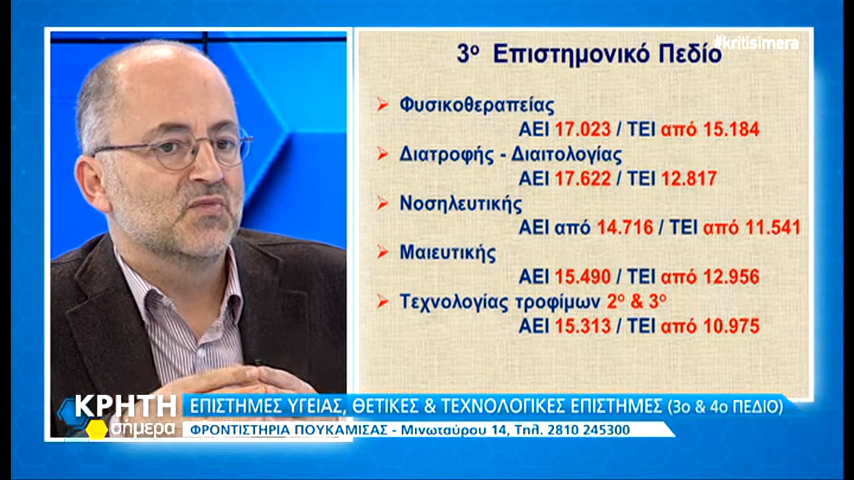 #kritisimera
3ο Επιστημονικό Πεδίο
➢ Φυσικοθεραπείας
ΑΕΙ 17.023 / ΤΕΙ από 15.184
➢ Διατροφής - Διαιτολογίας
ΑΕΙ 17.622 / ΤΕΙ 12.817
➢ Νοσηλευτικής
ΑΕΙ από 14.716 / ΤΕΙ από 11.541
➢ Μαιευτικής
ΑΕΙ 15.490 / ΤΕΙ από 12.956
➢ Τεχνολογίας τροφίμων 2ο & 3ο
ΑΕΙ 15.313 / ΤΕΙ από 10.975
ΚΡΗΤΗ
σήμερα
ΕΠΙΣΤΗΜΕΣ ΥΓΕΙΑΣ, ΘΕΤΙΚΕΣ & ΤΕΧΝΟΛΟΓΙΚΕΣ ΕΠΙΣΤΗΜΕΣ (3ο & 4ο ΠΕΔΙΟ)
ΦΡΟΝΤΙΣΤΗΡΙΑ ΠΟΥΚΑΜΙΣΑΣ - Μινωταύρου 14, Τηλ. 2810 245300